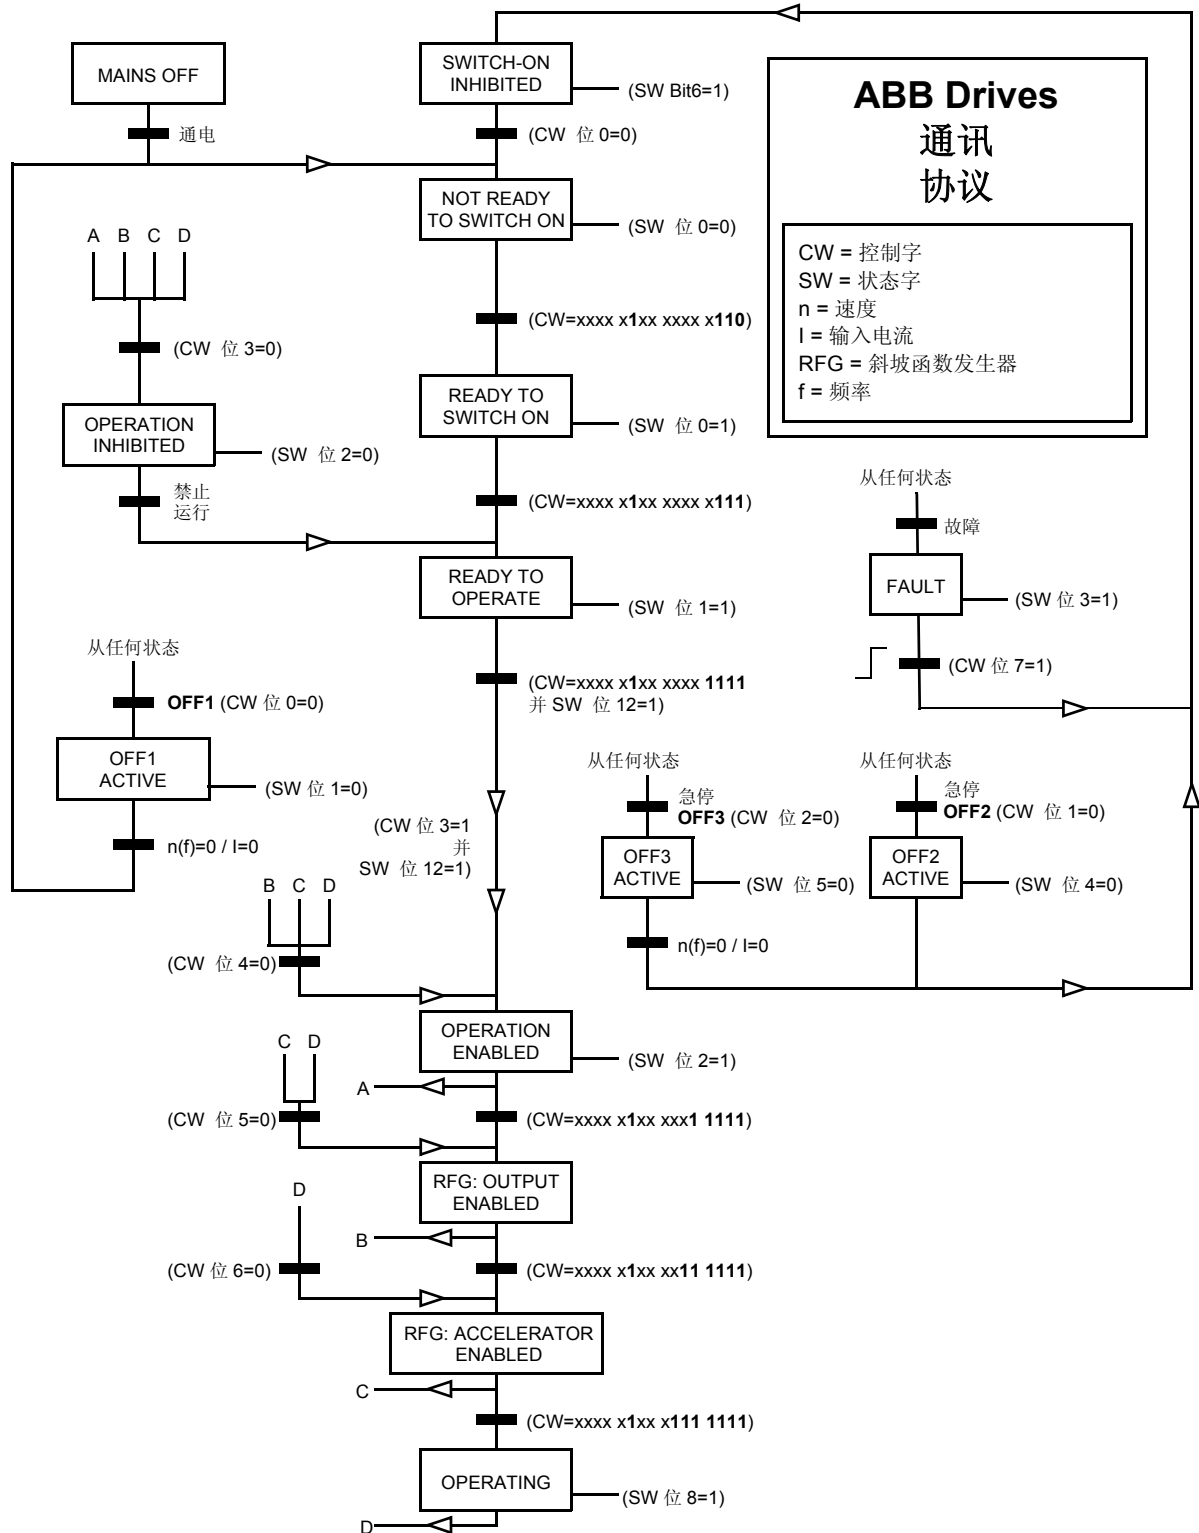 MAINS OFF
通电
SWITCH-ON
INHIBITED
(SW Bit6=1)
(CW 位 0=0)
ABB Drives
通讯
协议
CW = 控制字
SW = 状态字
n = 速度
I = 输入电流
RFG = 斜坡函数发生器
f = 频率
NOT READY
TO SWITCH ON
(SW 位 0=0)
A B C D
(CW 位 3=0)
(CW=xxxx x1xx xxxx x110)
OPERATION
INHIBITED
(SW 位 2=0)
禁止
运行
READY TO
SWITCH ON
(SW 位 0=1)
(CW=xxxx x1xx xxxx x111)
从任何状态
故障
FAULT
(SW 位 3=1)
(CW 位 7=1)
READY TO
OPERATE
(SW 位 1=1)
从任何状态
OFF1 (CW 位 0=0)
OFF1
ACTIVE
(SW 位 1=0)
n(f)=0 / I=0
(CW=xxxx x1xx xxxx 1111
并 SW 位 12=1)
(CW 位 3=1
并
SW 位 12=1)
从任何状态
急停
OFF3 (CW 位 2=0)
OFF3
ACTIVE
(SW 位 5=0)
n(f)=0 / I=0
从任何状态
急停
OFF2 (CW 位 1=0)
OFF2
ACTIVE
(SW 位 4=0)
B C D
(CW 位 4=0)
OPERATION
ENABLED
(SW 位 2=1)
A
C D
(CW 位 5=0)
(CW=xxxx x1xx xxx1 1111)
RFG: OUTPUT
ENABLED
D
B
(CW 位 6=0)
(CW=xxxx x1xx xx11 1111)
RFG: ACCELERATOR
ENABLED
C
(CW=xxxx x1xx x111 1111)
OPERATING
(SW 位 8=1)
D